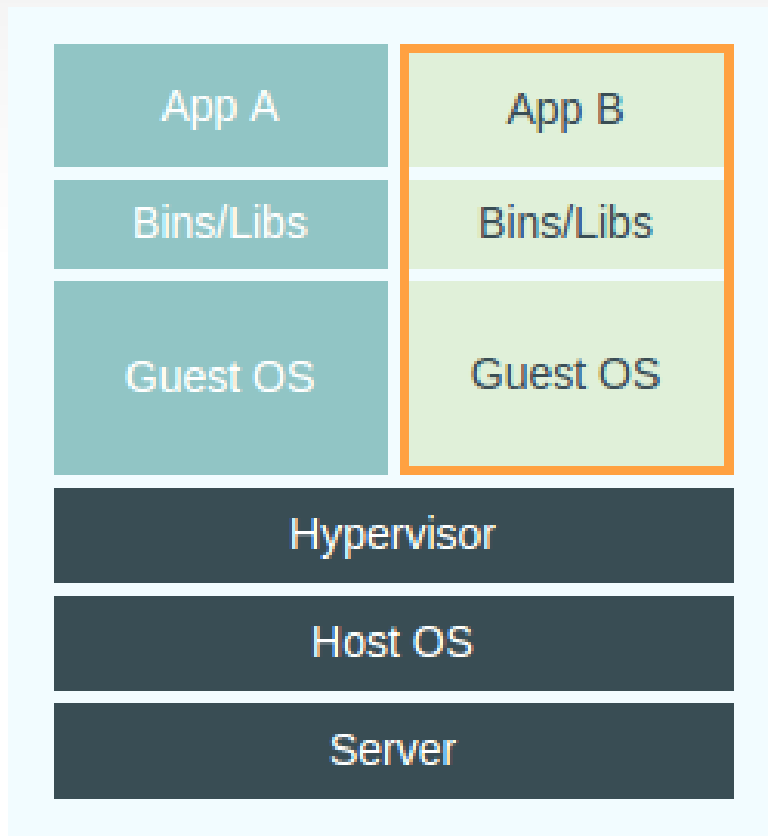 App A
App B
Bins/Libs
Bins/Libs
Guest OS
Guest OS
Hypervisor
Host OS
Server